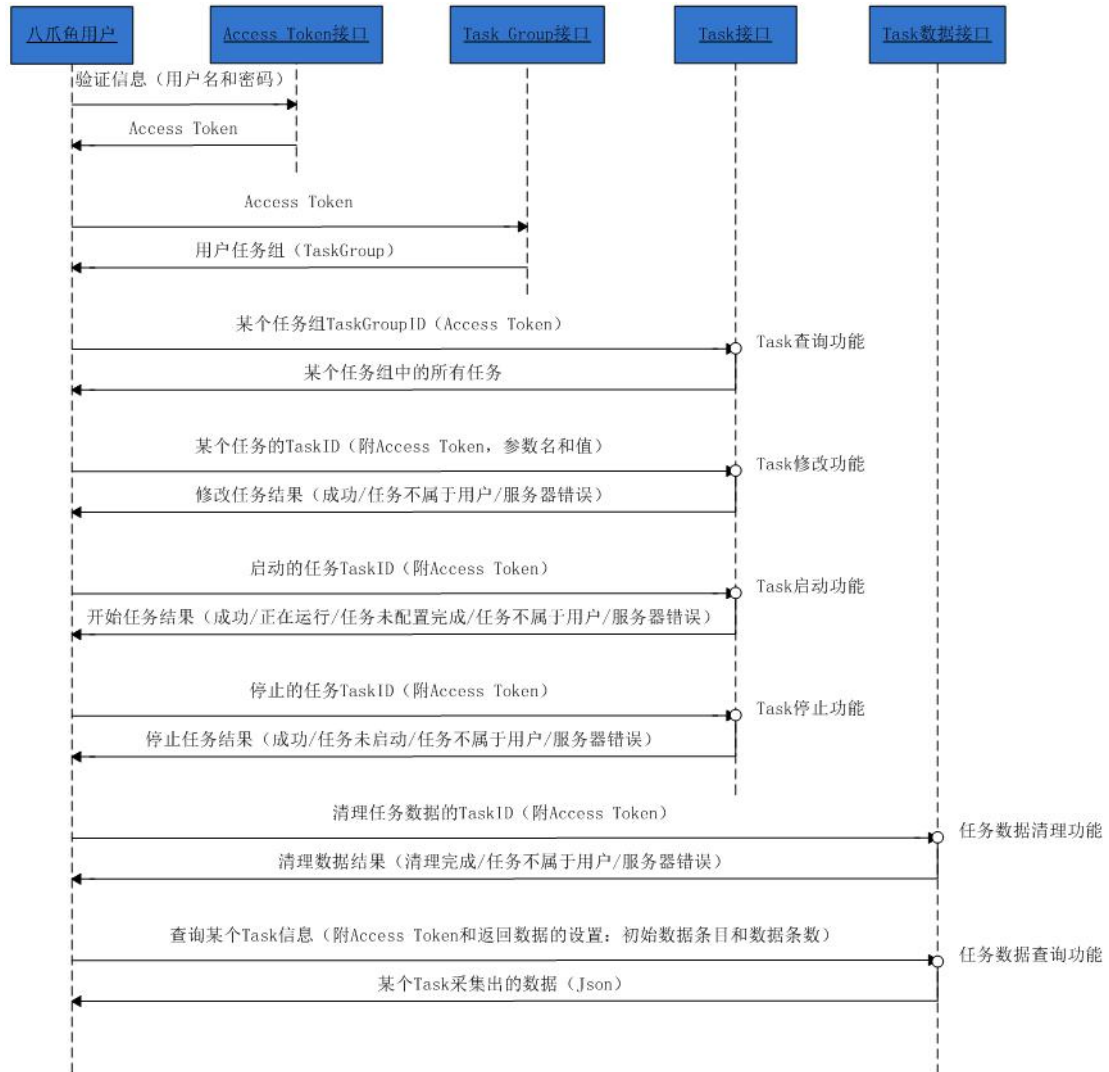 八爪鱼用户
Access Token接口
Task Group接口
Task接口
Task数据接口
验证信息（用户名和密码）
Access Token
Access Token
用户任务组（TaskGroup）
某个任务组TaskGroupID（Access Token）
Task查询功能
某个任务组中的所有任务
某个任务的TaskID（附Access Token，参数名和值）
Task修改功能
修改任务结果（成功/任务不属于用户/服务器错误）
启动的任务TaskID（附Access Token）
Task启动功能
开始任务结果（成功/正在运行/任务未配置完成/任务不属于用户/服务器错误）
停止的任务TaskID（附Access Token）
Task停止功能
停止任务结果（成功/任务未启动/任务不属于用户/服务器错误）
清理任务数据的TaskID（附Access Token）
任务数据清理功能
清理数据结果（清理完成/任务不属于用户/服务器错误）
查询某个Task信息（附Access Token和返回数据的设置：初始数据条目和数据条数）
任务数据查询功能
某个Task采集出的数据（Json）